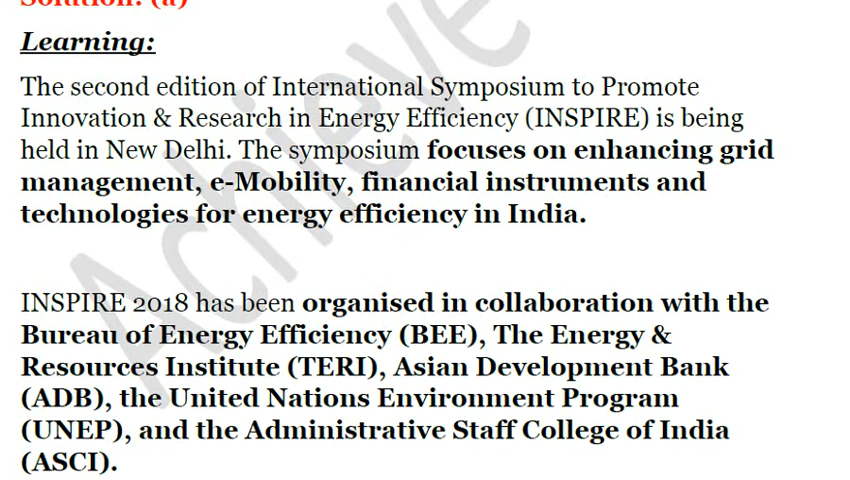 Solution: (a)
Learning:
The second edition of International Symposium to Promote
Innovation & Research in Energy Efficiency (INSPIRE) is being
held in New Delhi. The symposium focuses on enhancing grid
management, e-Mobility, financial instruments and
technologies for energy efficiency in India.
INSPIRE 2018 has been organised in collaboration with the
Bureau of Energy Efficiency (BEE), The Energy &
Resources Institute (TERI), Asian Development Bank
(ADB), the United Nations Environment Program
(UNEP), and the Administrative Staff College of India
(ASCI).
Achieve